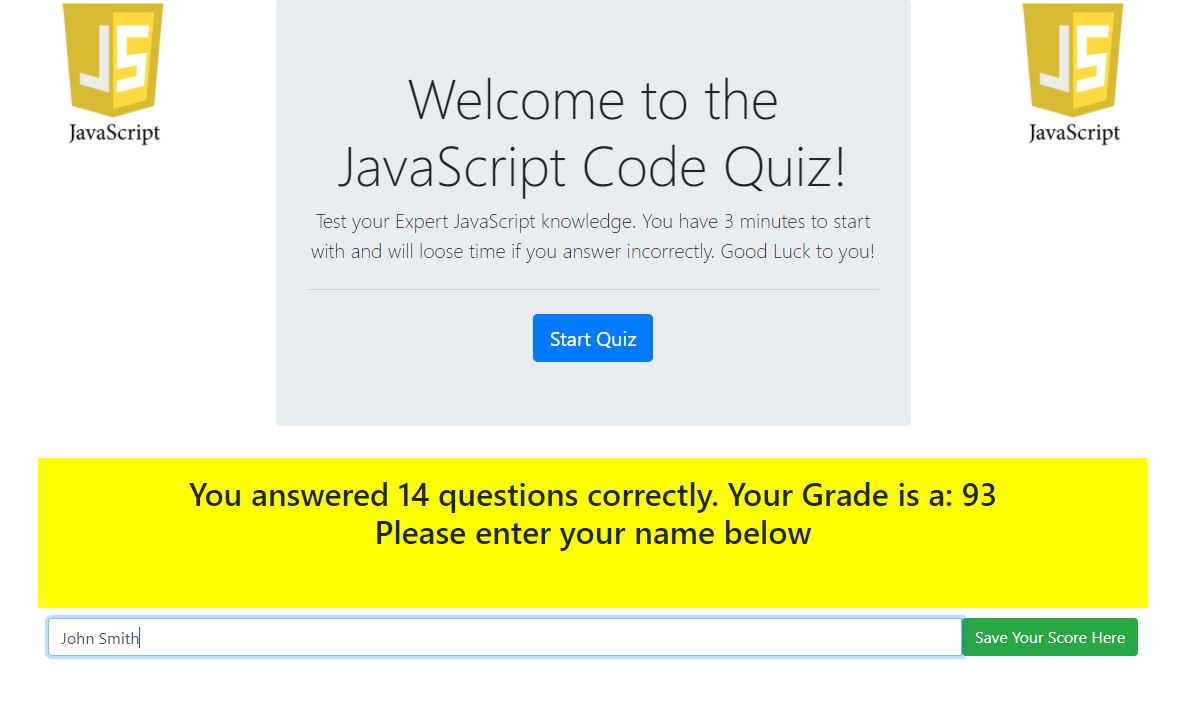 JS
JavaScript
JS
JavaScript
Welcome to the
JavaScript Code Quiz!
Test your Expert JavaScript knowledge. You have 3 minutes to start
with and will loose time if you answer incorrectly. Good Luck to you!
Start Quiz
You answered 14 questions correctly. Your Grade is a: 93
Please enter your name below
John Smith
Save Your Score Here